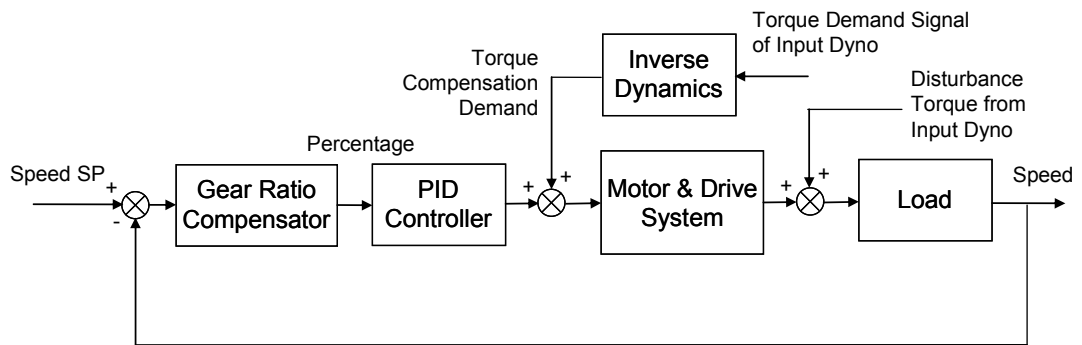 Torque Demand Signal
of Input Dyno
Torque
Compensation
Demand
Inverse
Dynamics
Disturbance
Torque from
Input Dyno
Percentage
Speed SP
+
-
Gear Ratio
Compensator
PID
Controller
+
+
Motor & Drive
System
+
+
Load
Speed